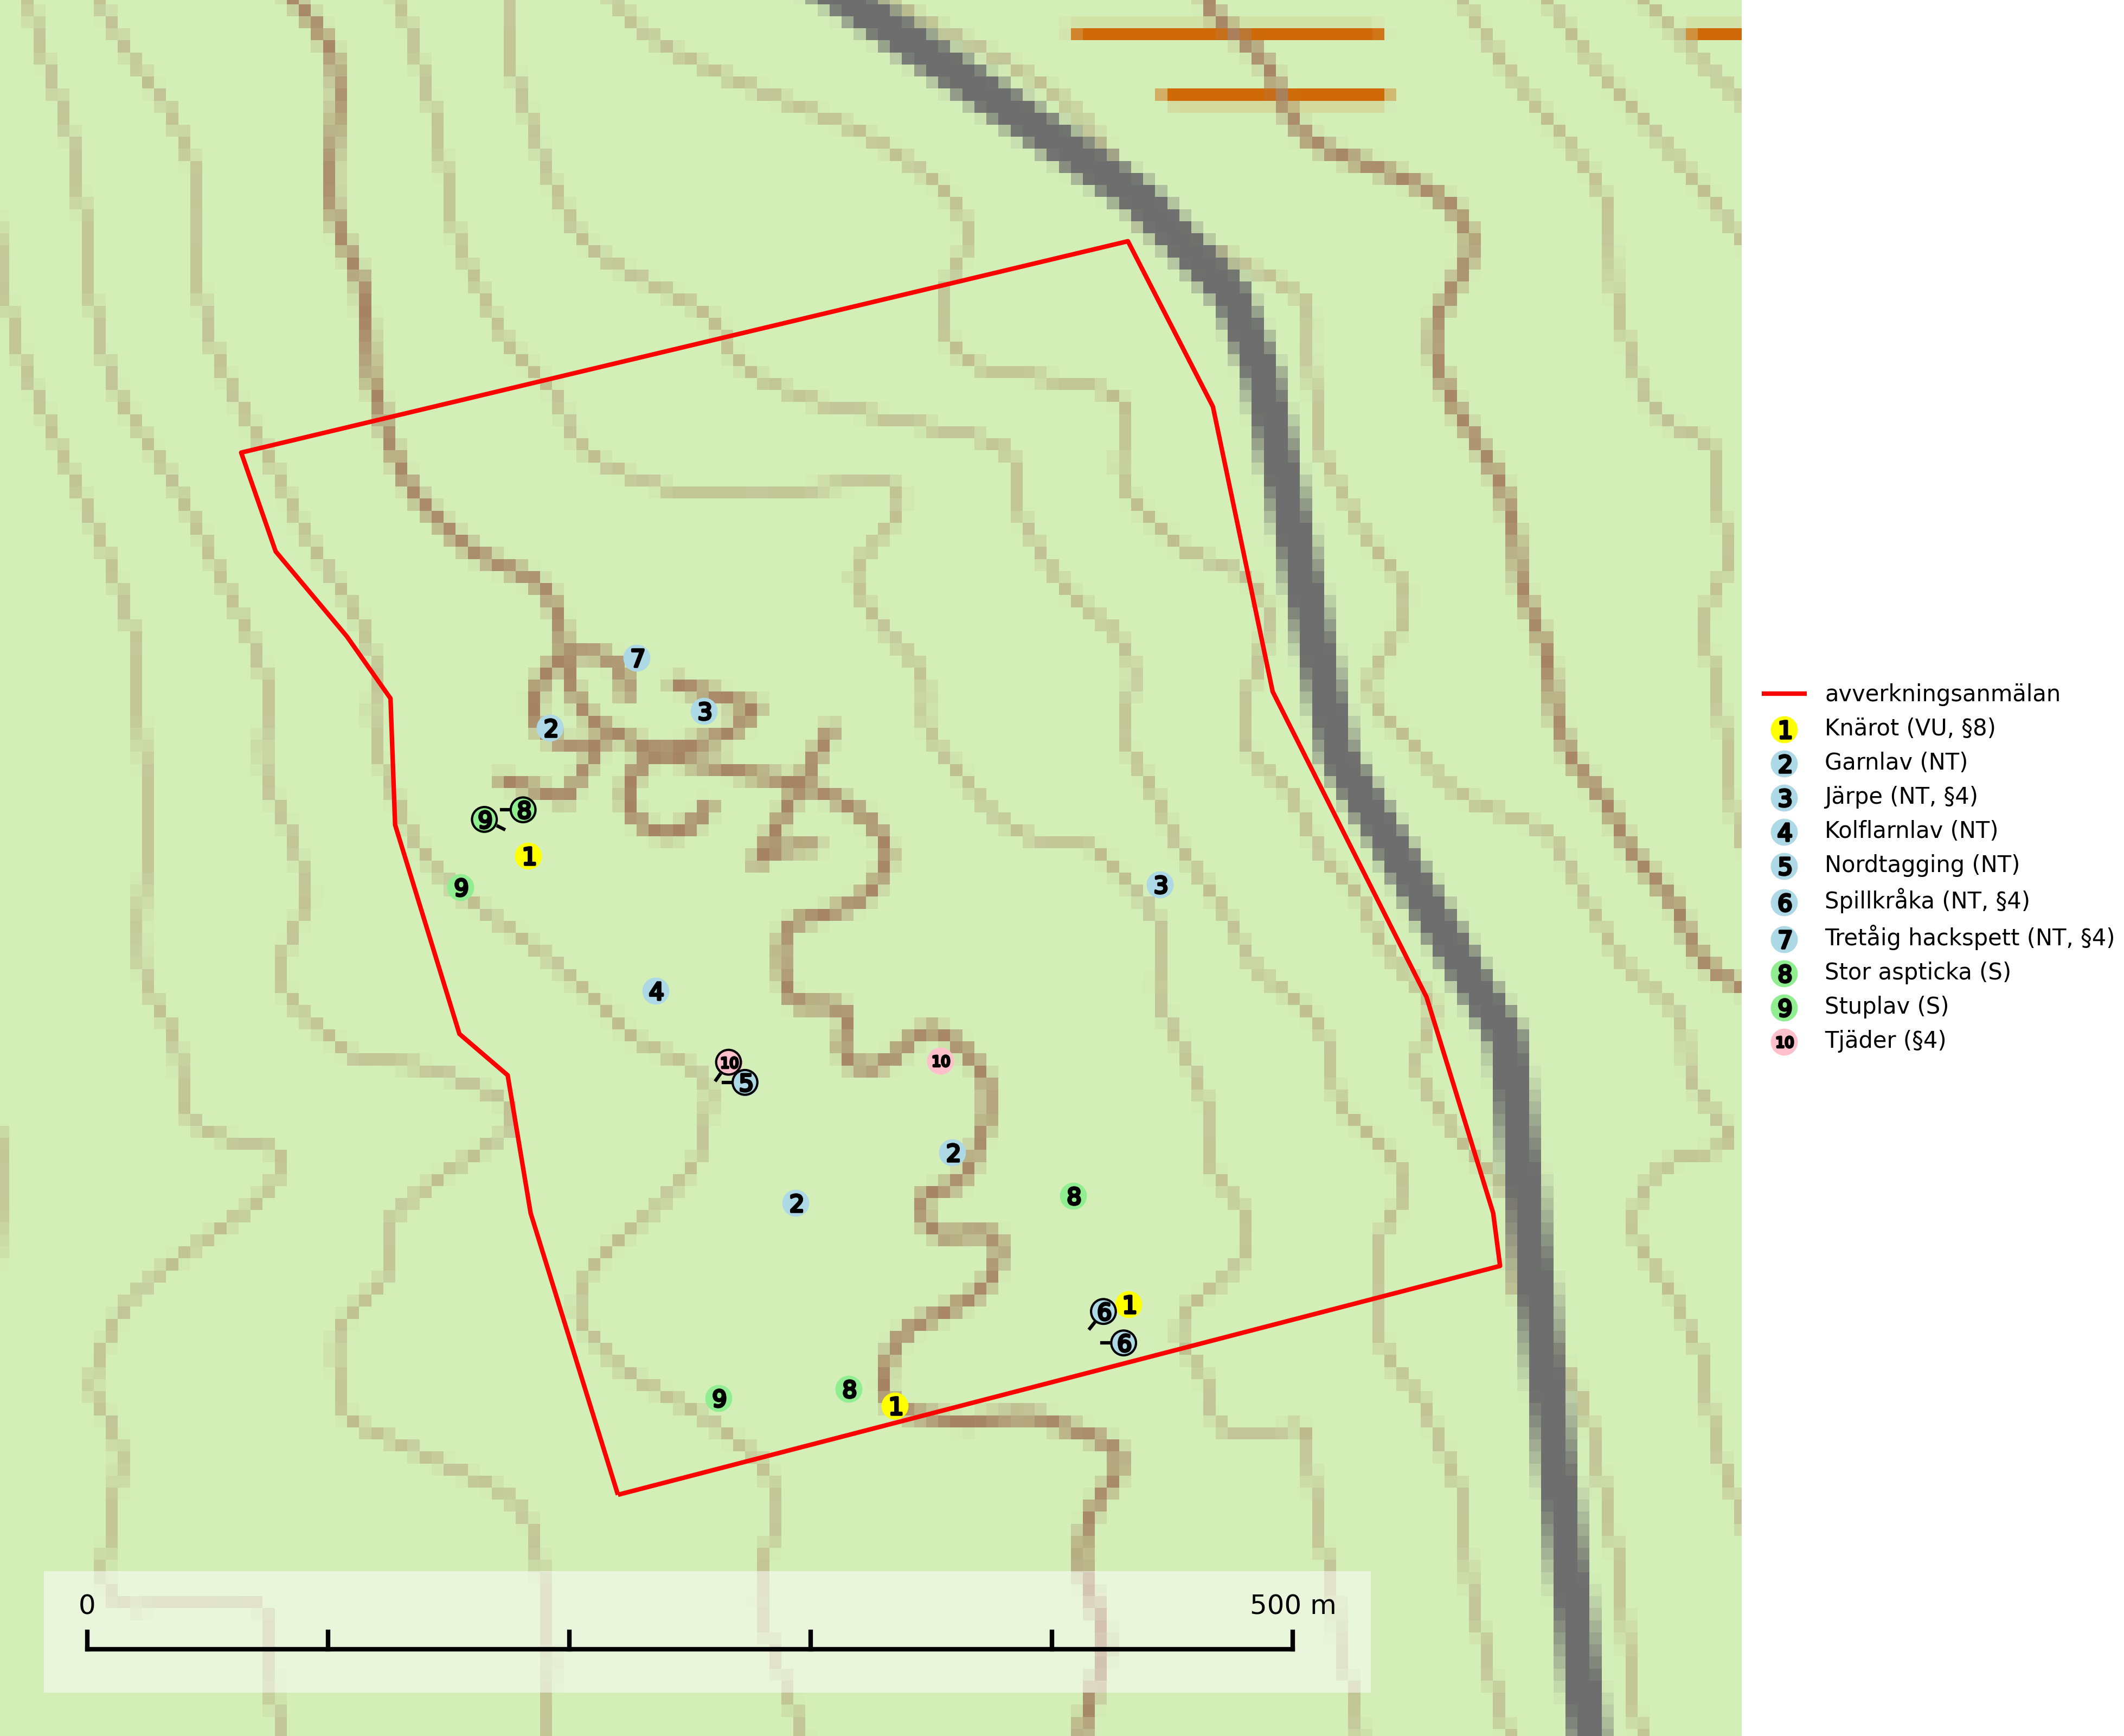 7
3
2
8
9
1
9
3
4
10
10
5
2
8
2
1
6
6
8
9
1
0 500 m
avverkningsanmälan
1 Knärot (VU, §8)
2 Garnlav (NT)
3 Järpe (NT, §4)
4 Kolflarnlav (NT)
5 Nordtagging (NT)
6 Spillkråka (NT, §4)
7 Tretåig hackspett (NT, §4)
8 Stor aspticka (S)
9 Stuplav (S)
10 Tjäder (§4)